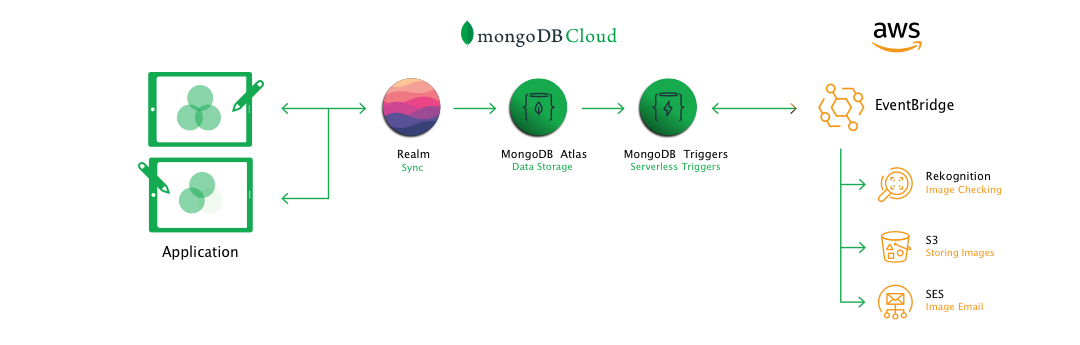 mongoDB Cloud
aws
Application
Realm
Sync
MongoDB Atlas
Data Storage
MongoDB Triggers
Serverless Triggers
EventBridge
Rekognition
Image Checking
S3
Storing Images
SES
Image Email